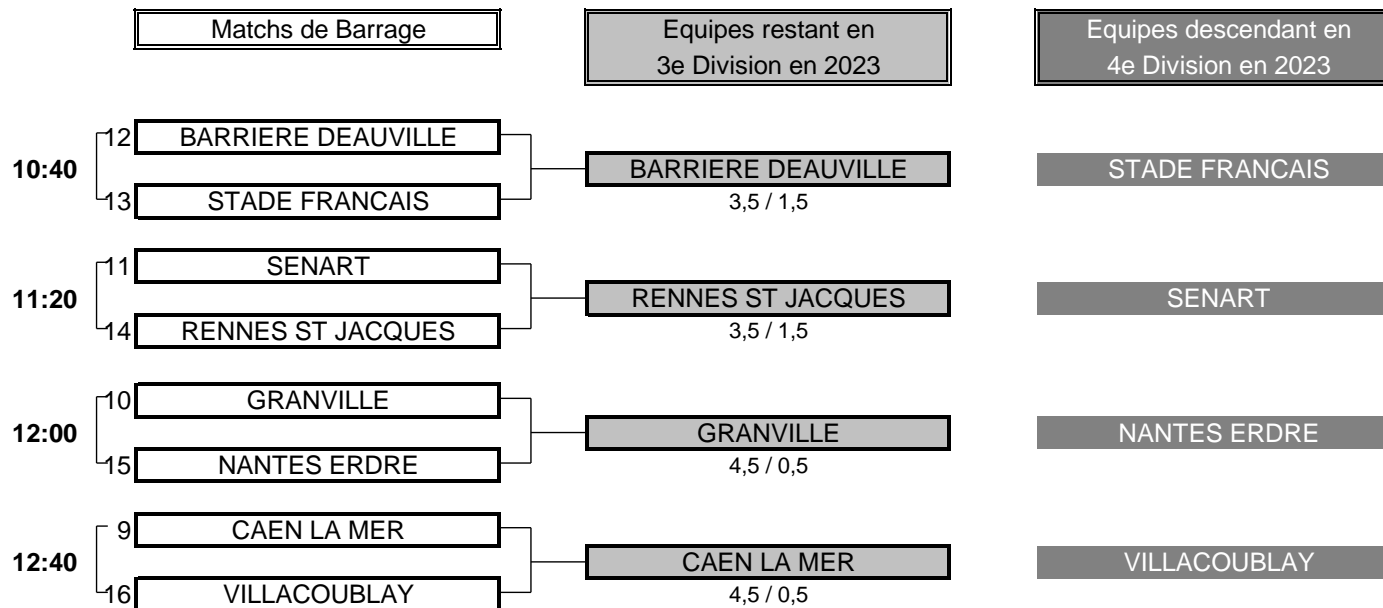 Matchs de Barrage
Equipes restant en
3e Division en 2023
Equipes descendant en
4e Division en 2023
12 BARRIERE DEAUVILLE
10:40 BARRIERE DEAUVILLE STADE FRANCAIS
13 STADE FRANCAIS 3,5 / 1,5
11 SENART
11:20 RENNES ST JACQUES SENART
14 RENNES ST JACQUES 3,5 / 1,5
10 GRANVILLE
12:00 GRANVILLE NANTES ERDRE
15 NANTES ERDRE 4,5 / 0,5
9 CAEN LA MER
12:40 CAEN LA MER VILLACOUBLAY
16 VILLACOUBLAY 4,5 / 0,5